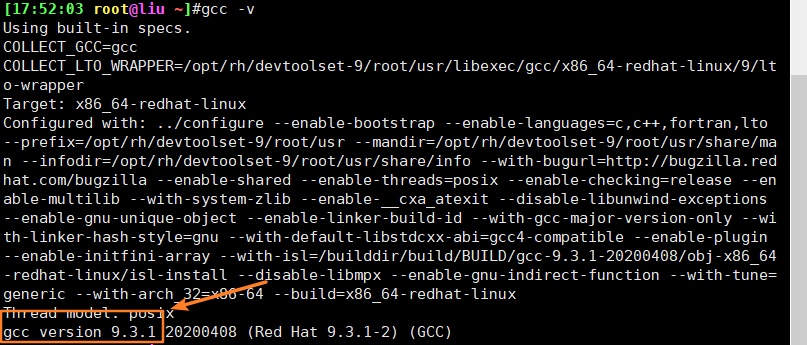 [17:52:03 root@liu ~]#gcc -v
Using built-in specs.
COLLECT_GCC=gcc
COLLECT_LTO_WRAPPER=/opt/rh/devtoolset-9/root/usr/libexec/gcc/x86_64-redhat-linux/9/lt
o-wrapper
Target: x86_64-redhat-linux
Configured with: ../configure --enable-bootstrap --enable-languages=c,c++,fortran,lto
--prefix=/opt/rh/devtoolset-9/root/usr --mandir=/opt/rh/devtoolset-9/root/usr/share/ma
n --infodir=/opt/rh/devtoolset-9/root/usr/share/info --with-bugurl=http://bugzilla.red
hat.com/bugzilla --enable-shared --enable-threads=posix --enable-checking=release --en
able-multilib --with-system-zlib --enable-__cxa_atexit --disable-libunwind-exceptions
--enable-gnu-unique-object --enable-linker-build-id --with-gcc-major-version-only --wi
th-linker-hash-style=gnu --with-default-libstdcxx-abi=gcc4-compatible --enable-plugin
--enable-initfini-array --with-isl=/builddir/build/BUILD/gcc-9.3.1-20200408/obj-x86_64
-redhat-linux/isl-install --disable-libmpx --enable-gnu-indirect-function --with-tune=
generic --with-arch_32=x86-64 --build=x86_64-redhat-linux
Thread model: posix
gcc version 9.3.1 20200408 (Red Hat 9.3.1-2) (GCC)